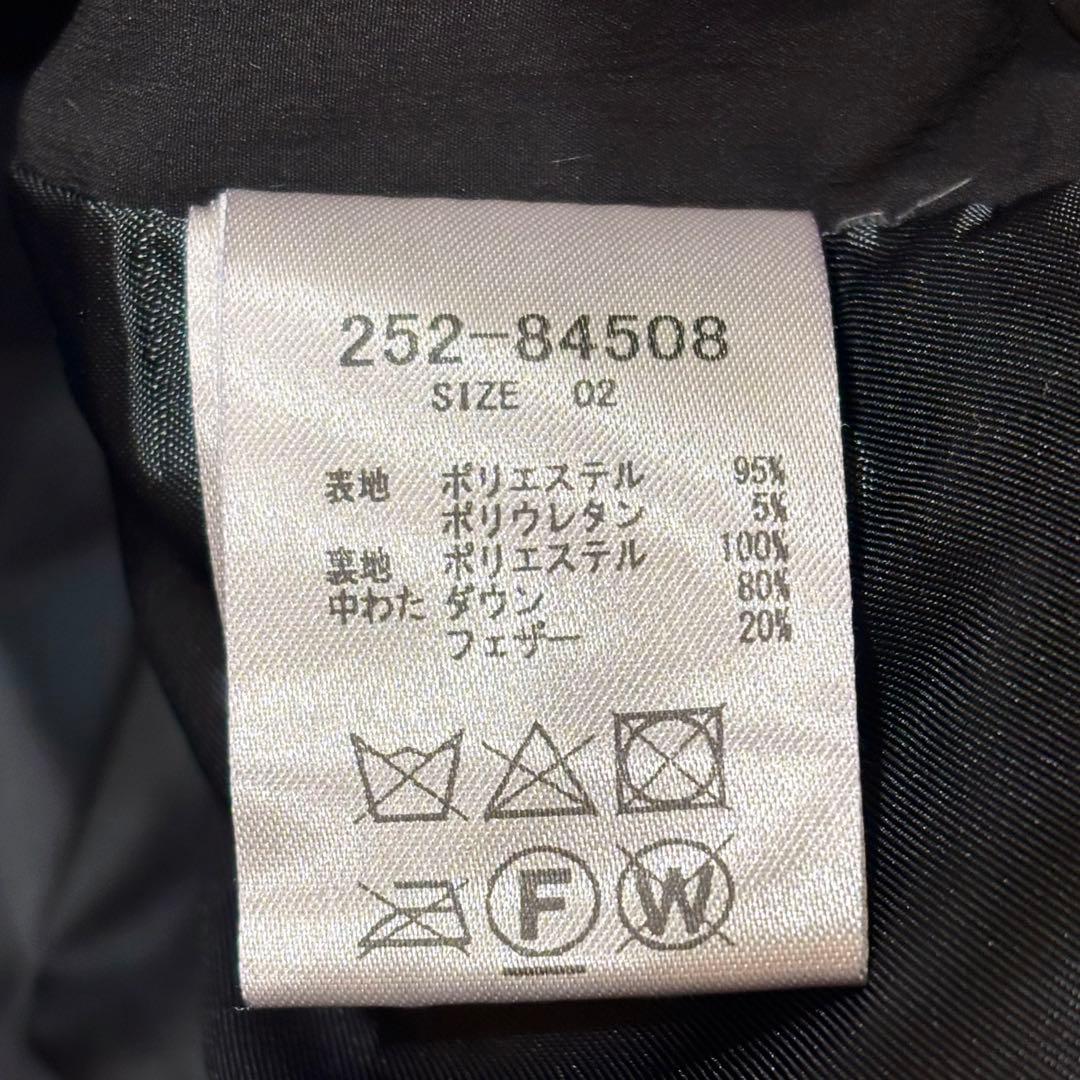 252-84508
SIZE 02
表地 ポリエステル 95%
ポリウレタン 5%
裏地 ポリエステル 100%
中わた ダウン 80%
フェザー 20%
F W